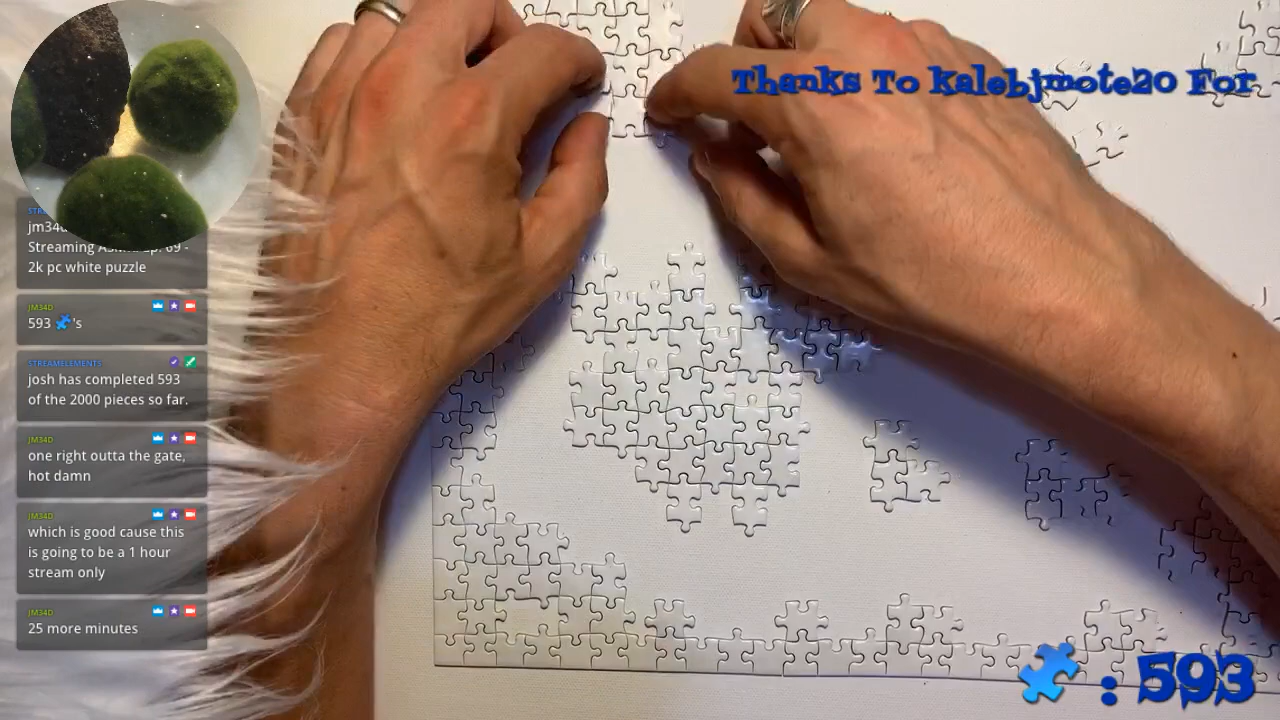 Thanks To kalebjmote20 For
jm34d
Streaming
- 2k pc white puzzle
JM34D
593 's
STREAMELEMENTS
josh has completed 593
of the 2000 pieces so far.
JM34D
one right outta the gate,
hot damn
JM34D
which is good cause this
is going to be a 1 hour
stream only
JM34D
25 more minutes
: 593